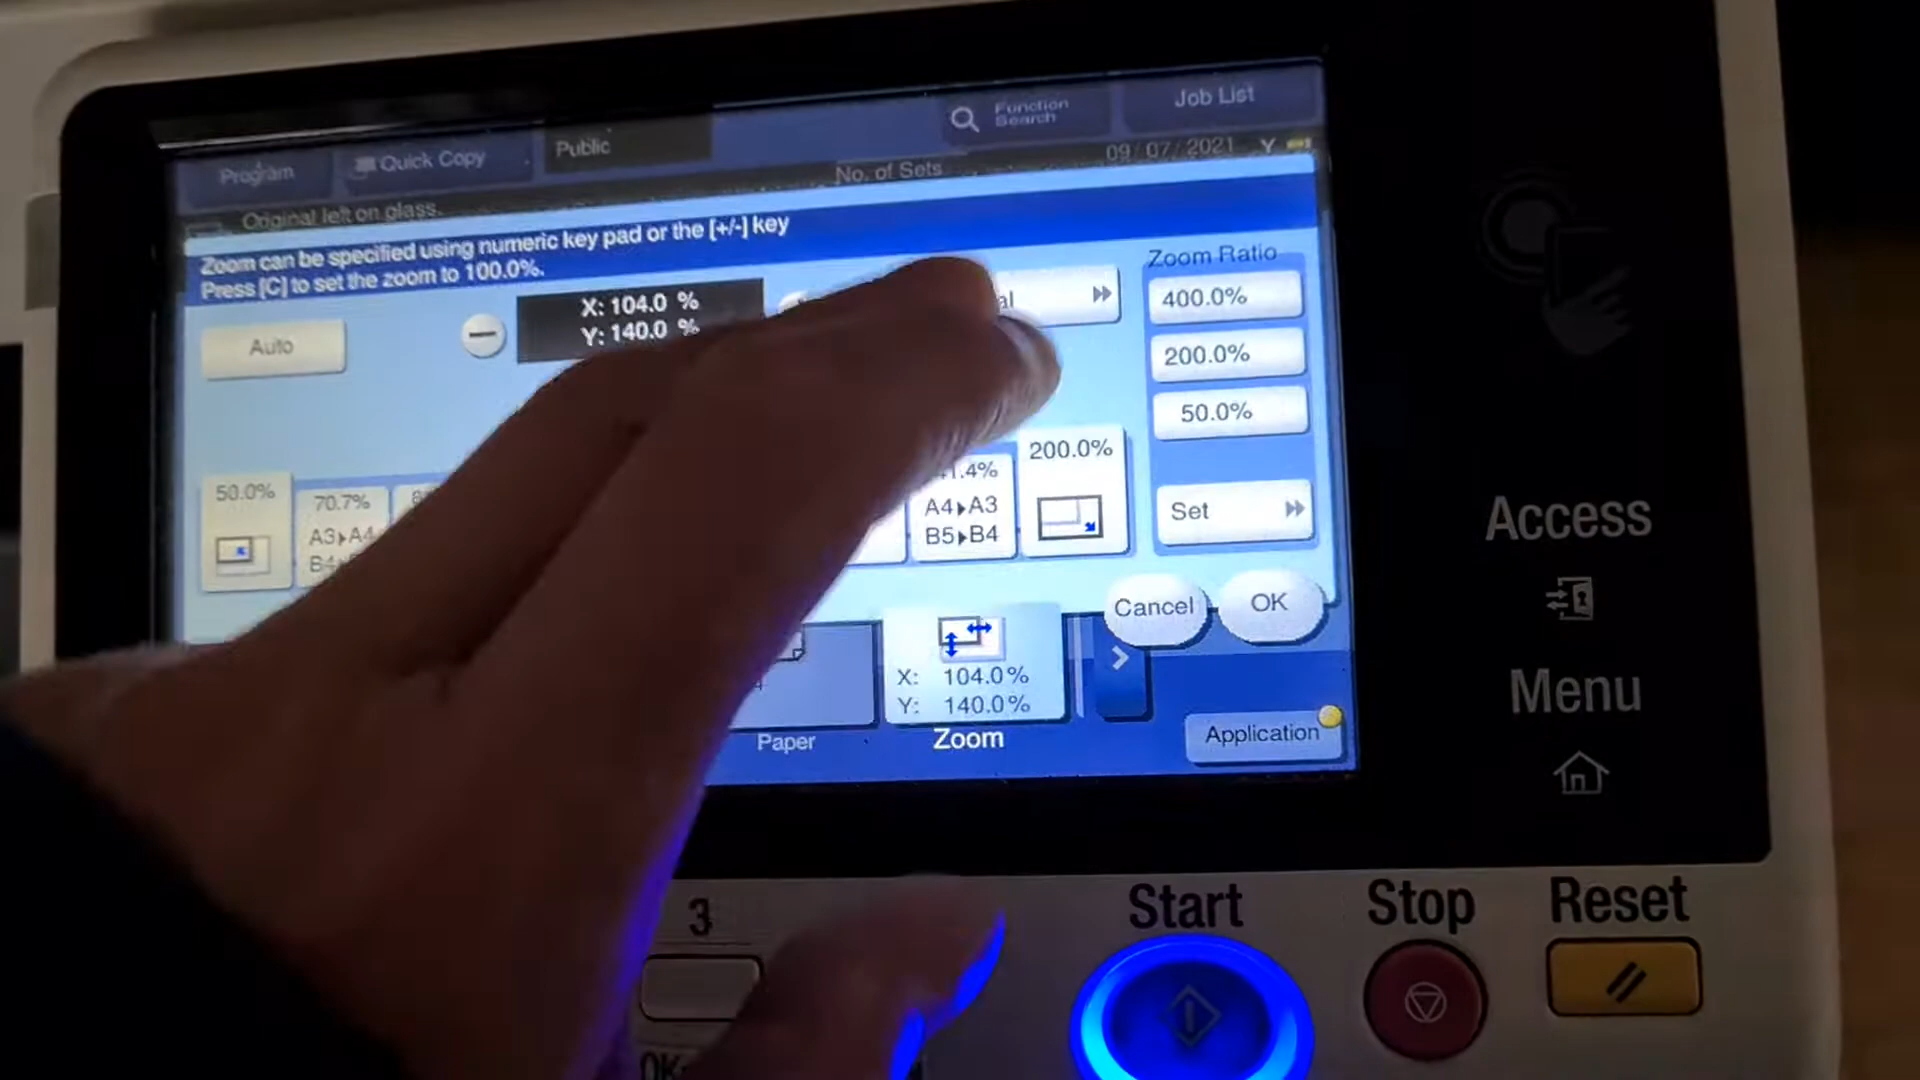 Function
Search
Job List
Program
Quick Copy
Public
No. of Sets
09/07/2021
Original left on glass.
Zoom can be specified using numeric key pad or the [+/-] key
Press [C] to set the zoom to 100.0%.
X: 104.0 %
Y: 140.0 %
Auto
Zoom Ratio
400.0%
200.0%
50.0%
Set
50.0%
70.7%
A3▸A4
A4▸A3
B5▸B4
200.0%
Cancel
OK
X: 104.0%
Y: 140.0%
Paper
Zoom
Application
Access
Menu
3
Start
Stop
Reset